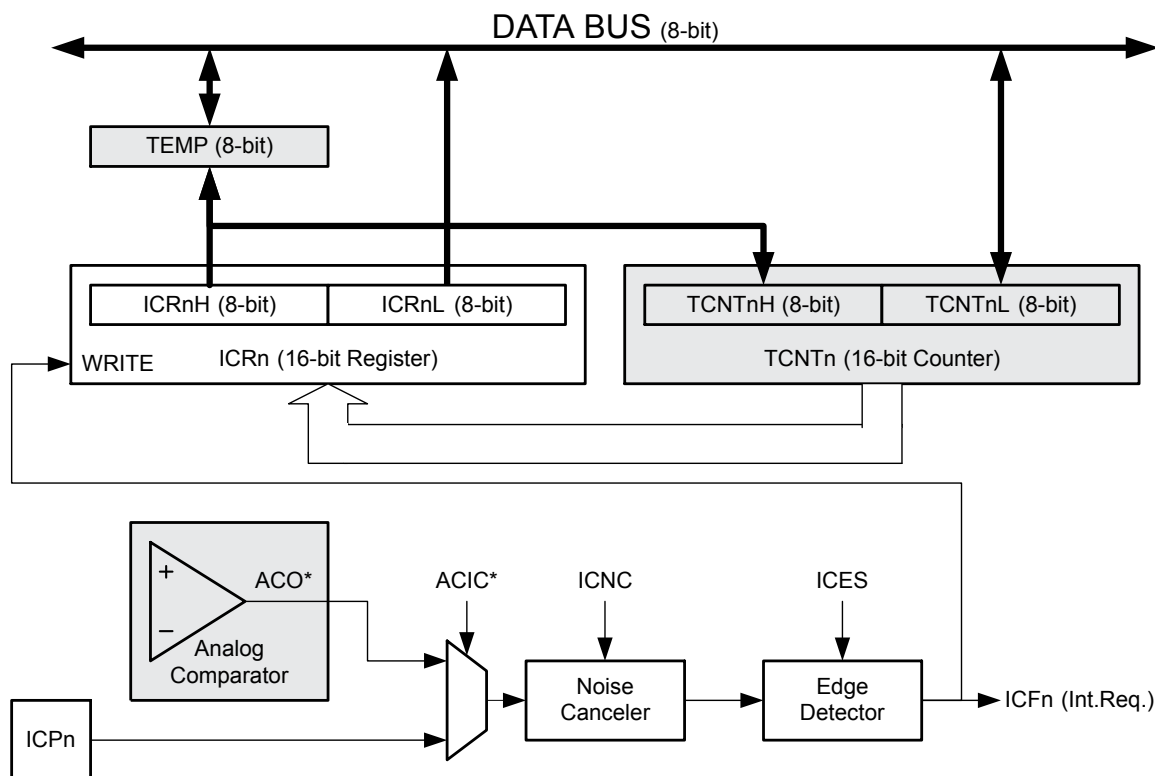 DATA BUS (8-bit)
TEMP (8-bit)
ICRnH (8-bit) ICRnL (8-bit) TCNTnH (8-bit) TCNTnL (8-bit)
WRITE ICRn (16-bit Register) TCNTn (16-bit Counter)
+ ACO* ACIC* ICNC ICES
−
Analog
Comparator
Noise
Canceler
Edge
Detector
ICFn (Int.Req.)
ICPn